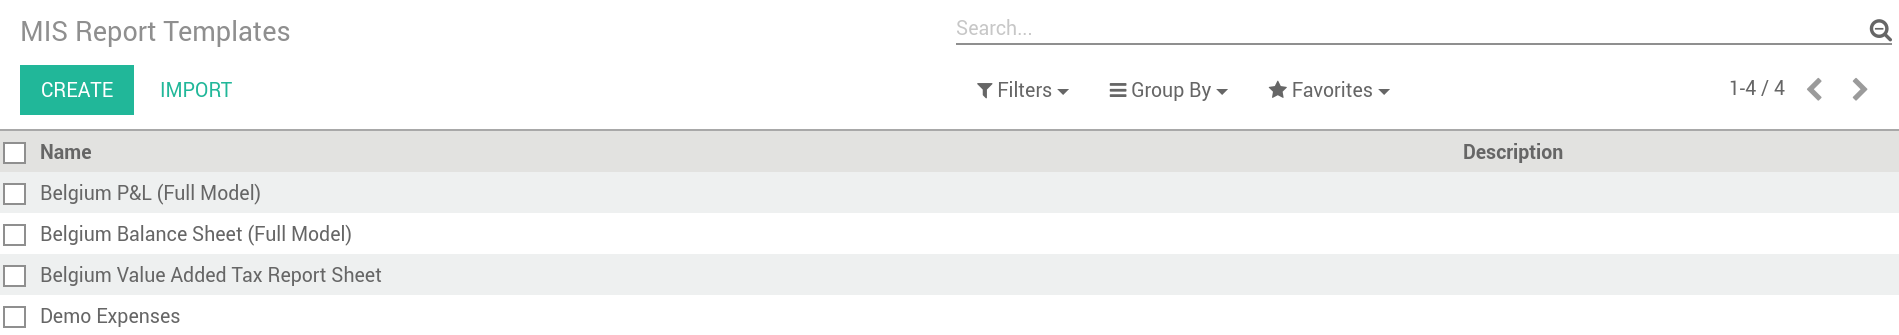 MIS Report Templates
Search...
CREATE IMPORT Filters Group By Favorites 1-4 / 4
Name Description
Belgium P&L (Full Model)
Belgium Balance Sheet (Full Model)
Belgium Value Added Tax Report Sheet
Demo Expenses